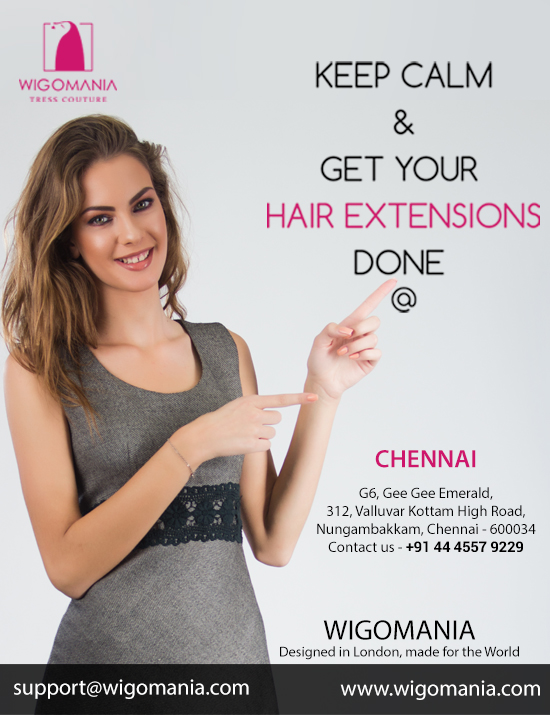 WIGOMANIA
TRESS COUTURE
KEEP CALM
&
GET YOUR
HAIR EXTENSIONS
DONE
@
CHENNAI
G6, Gee Gee Emerald,
312, Valluvar Kottam High Road,
Nungambakkam, Chennai - 600034
Contact us - +91 44 4557 9229
WIGOMANIA
Designed in London, made for the World
support@wigomania.com www.wigomania.com